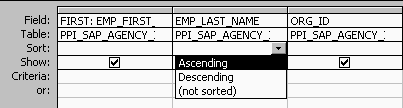 Field: FIRST: EMP_FIRST_ EMP_LAST_NAME ORG_ID
Table: PPI_SAP_AGENCY_ PPI_SAP_AGENCY_ PPI_SAP_AGENCY_
Sort:
Show: Ascending
Criteria: Descending
or: (not sorted)